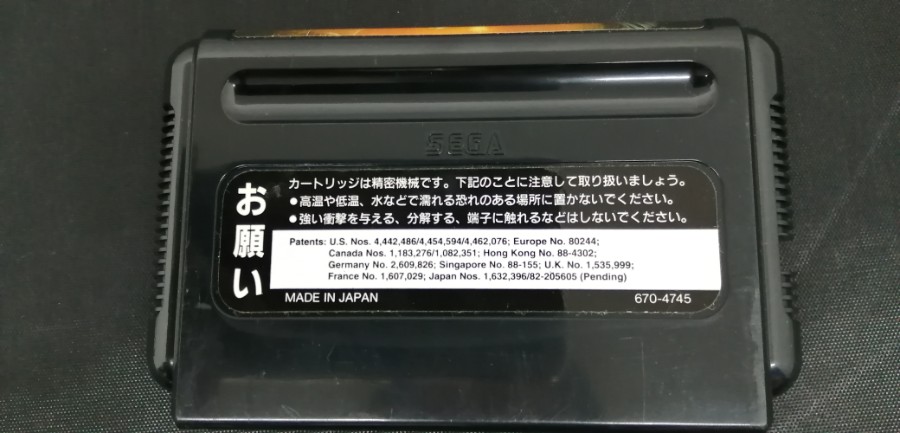 SEGA
お願い
カートリッジは精密機械です。下記のことに注意して取り扱いましょう。
●高温や低温、水などで濡れる恐れのある場所に置かないでください。
●強い衝撃を与える、分解する、端子に触れるなどはしないでください。
Patents: U.S. Nos. 4,442,486/4,454,594/4,462,076; Europe No. 80244;
Canada Nos. 1,183,276/1,082,351; Hong Kong No. 88-4302;
Germany No. 2,609,826; Singapore No. 88-155; U.K. No. 1,535,999;
France No. 1,607,029; Japan Nos. 1,632,396/82-205605 (Pending)
MADE IN JAPAN
670-4745